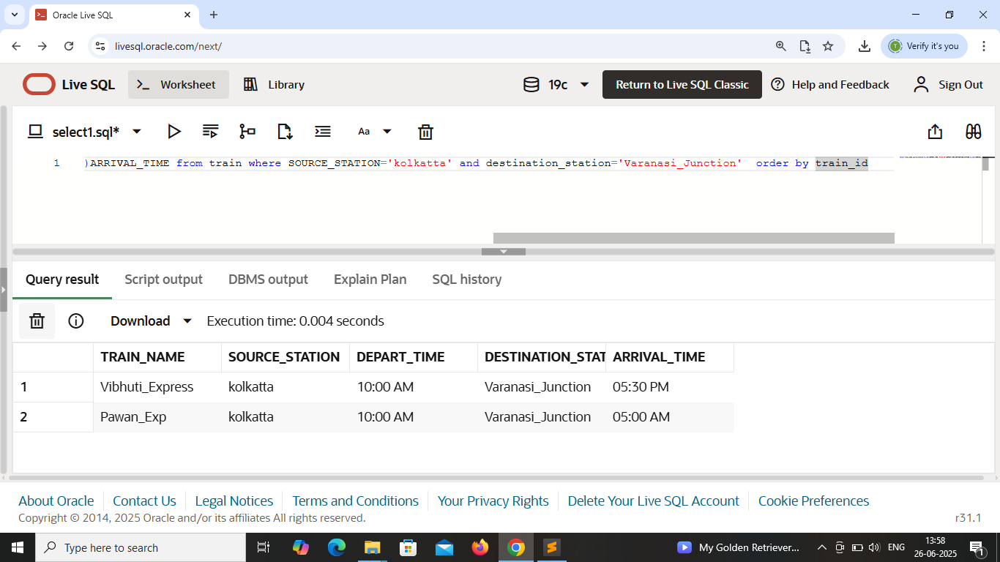 Oracle Live SQL
livesql.oracle.com/next/
T Verify it's you
Live SQL Worksheet Library 19c Return to Live SQL Classic Help and Feedback Sign Out
select1.sql* Aa
1 )ARRIVAL_TIME from train where SOURCE_STATION='kolkatta' and destination_station='Varanasi_Junction' order by train_id
Query result Script output DBMS output Explain Plan SQL history
Download Execution time: 0.004 seconds
TRAIN_NAME SOURCE_STATION DEPART_TIME DESTINATION_STAT ARRIVAL_TIME
1 Vibhuti_Express kolkatta 10:00 AM Varanasi_Junction 05:30 PM
2 Pawan_Exp kolkatta 10:00 AM Varanasi_Junction 05:00 AM
About Oracle Contact Us Legal Notices Terms and Conditions Your Privacy Rights Delete Your Live SQL Account Cookie Preferences
Copyright © 2014, 2025 Oracle and/or its affiliates All rights reserved. r31.1
Type here to search My Golden Retriever... ENG 13:58
26-06-2025 1